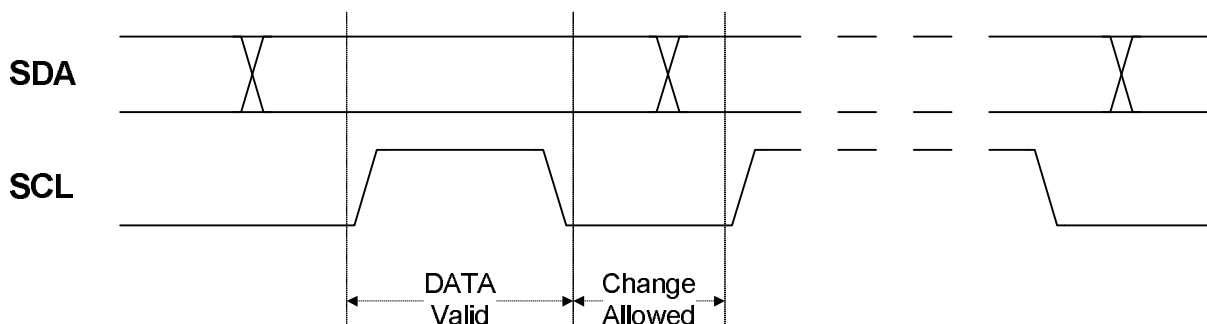 SDA
SCL
DATA
Valid
Change
Allowed